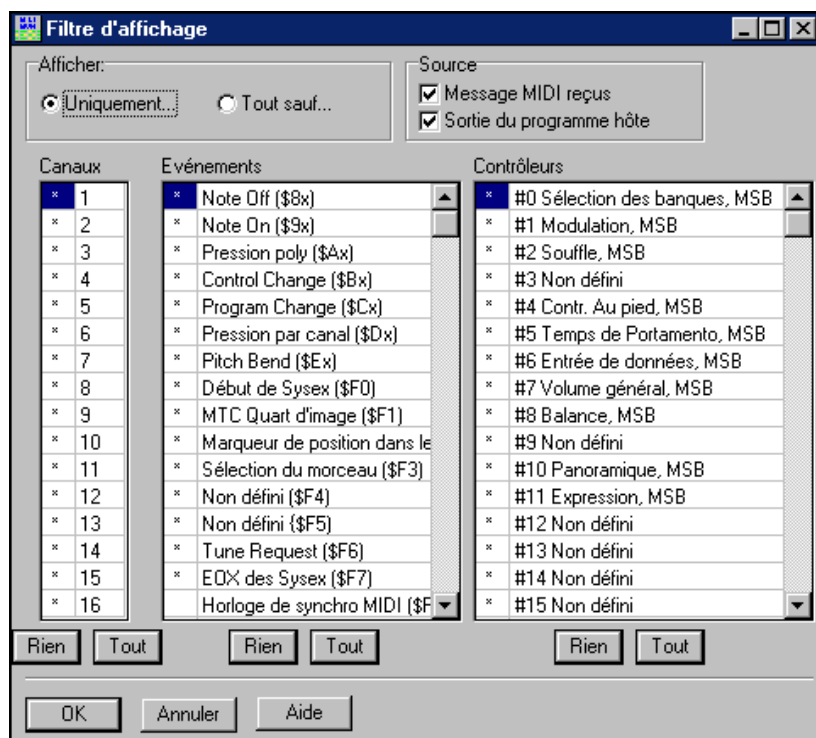 Filtre d'affichage
Afficher:
Uniquement...
Tout sauf...
Source
Message MIDI reçus
Sortie du programme hôte
Canaux
* 1
* 2
* 3
* 4
* 5
* 6
* 7
* 8
* 9
* 10
* 11
* 12
* 13
* 14
* 15
* 16
Rien
Tout
Evénements
* Note Off ($8x)
* Note On ($9x)
* Pression poly ($Ax)
* Control Change ($Bx)
* Program Change ($Cx)
* Pression par canal ($Dx)
* Pitch Bend ($Ex)
* Début de Sysex ($F0)
* MTC Quart d'image ($F1)
* Marqueur de position dans le
* Sélection du morceau ($F3)
* Non défini ($F4)
* Non défini {$F5)
* Tune Request ($F6)
* EOX des Sysex ($F7)
Horloge de synchro MIDI ($F
Rien
Tout
Contrôleurs
* #0 Sélection des banques, MSB
* #1 Modulation, MSB
* #2 Souffle, MSB
* #3 Non défini
* #4 Contr. Au pied, MSB
* #5 Temps de Portamento, MSB
* #6 Entrée de données, MSB
* #7 Volume général, MSB
* #8 Balance, MSB
* #9 Non défini
* #10 Panoramique, MSB
* #11 Expression, MSB
* #12 Non défini
* #13 Non défini
* #14 Non défini
* #15 Non défini
Rien
Tout
OK
Annuler
Aide